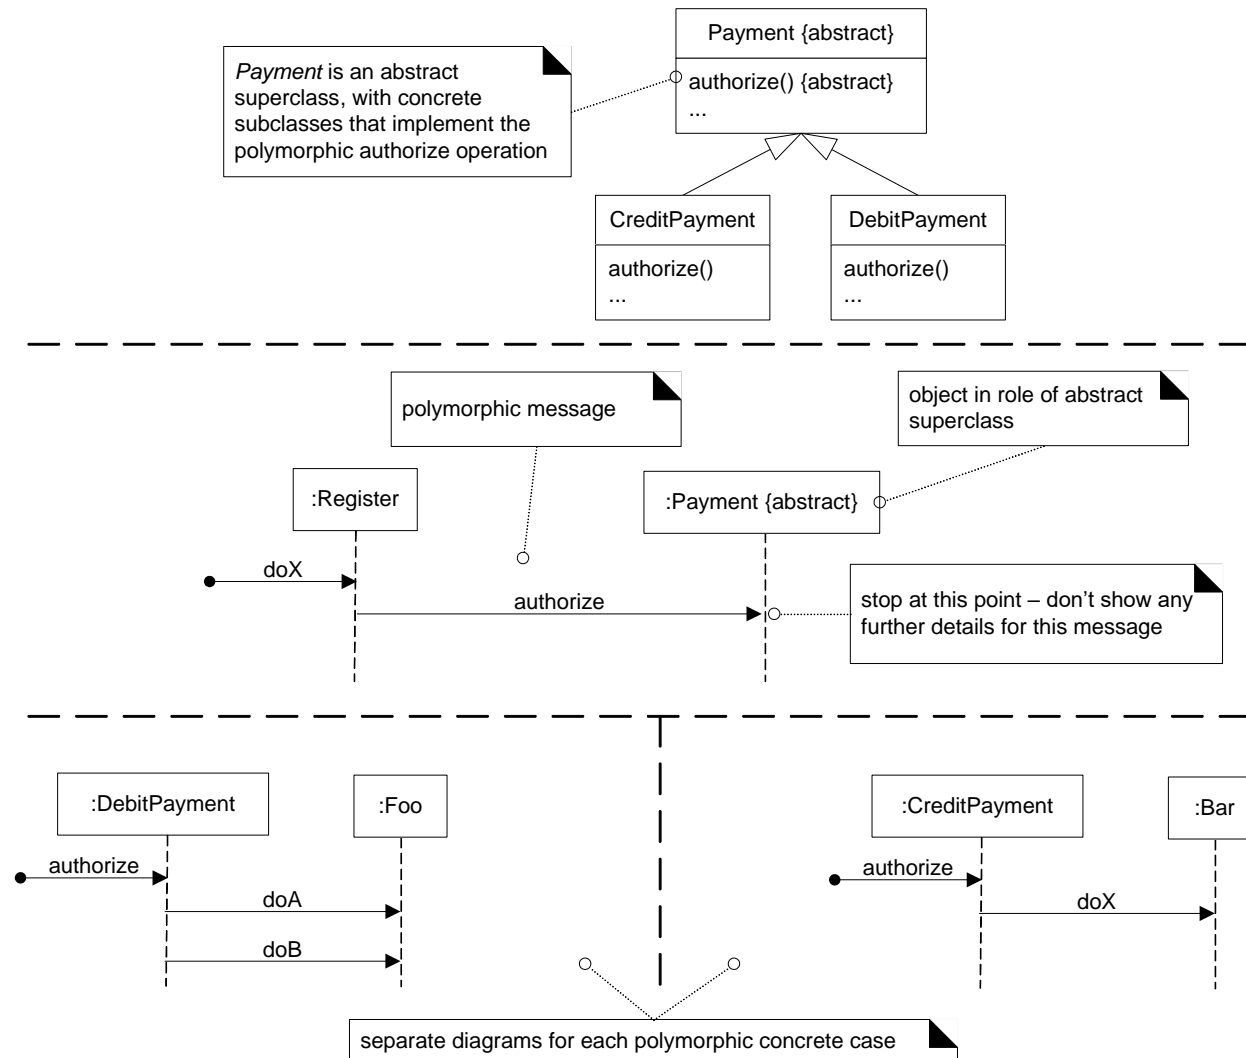 Payment {abstract}
Payment is an abstract
superclass, with concrete
subclasses that implement the
polymorphic authorize operation
authorize() {abstract}
...
CreditPayment
DebitPayment
authorize()
...
authorize()
...
polymorphic message
object in role of abstract
superclass
:Register
:Payment {abstract}
doX
authorize
stop at this point – don't show any
further details for this message
:DebitPayment
:Foo
authorize
doA
doB
:CreditPayment
:Bar
authorize
doX
separate diagrams for each polymorphic concrete case